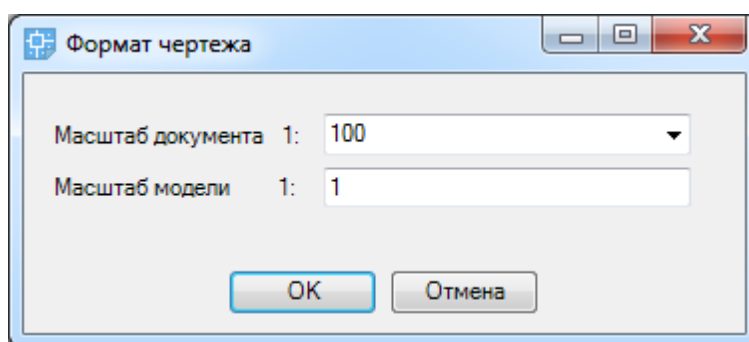 Формат чертежа
Масштаб документа 1: 100
Масштаб модели 1: 1
OK Отмена